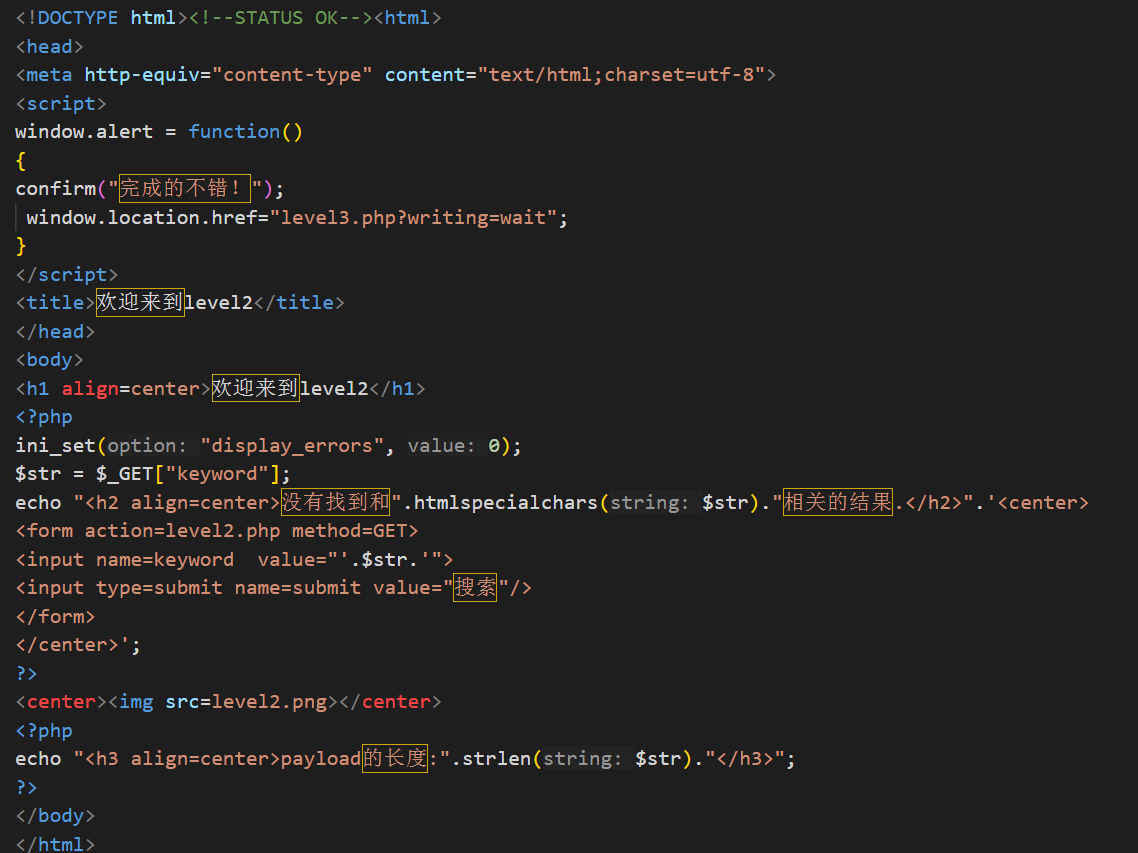 <!DOCTYPE html><!--STATUS OK--><html>
<head>
<meta http-equiv="content-type" content="text/html;charset=utf-8">
<script>
window.alert = function()
{
confirm("完成的不错！");
 window.location.href="level3.php?writing=wait";
}
</script>
<title>欢迎来到level2</title>
</head>
<body>
<h1 align=center>欢迎来到level2</h1>
<?php
ini_set(option: "display_errors", value: 0);
$str = $_GET["keyword"];
echo "<h2 align=center>没有找到和".htmlspecialchars(string: $str)."相关的结果.</h2>".'<center>
<form action=level2.php method=GET>
<input name=keyword  value="'.$str.'">
<input type=submit name=submit value="搜索"/>
</form>
</center>';
?>
<center><img src=level2.png></center>
<?php
echo "<h3 align=center>payload的长度:".strlen(string: $str)."</h3>";
?>
</body>
</html>